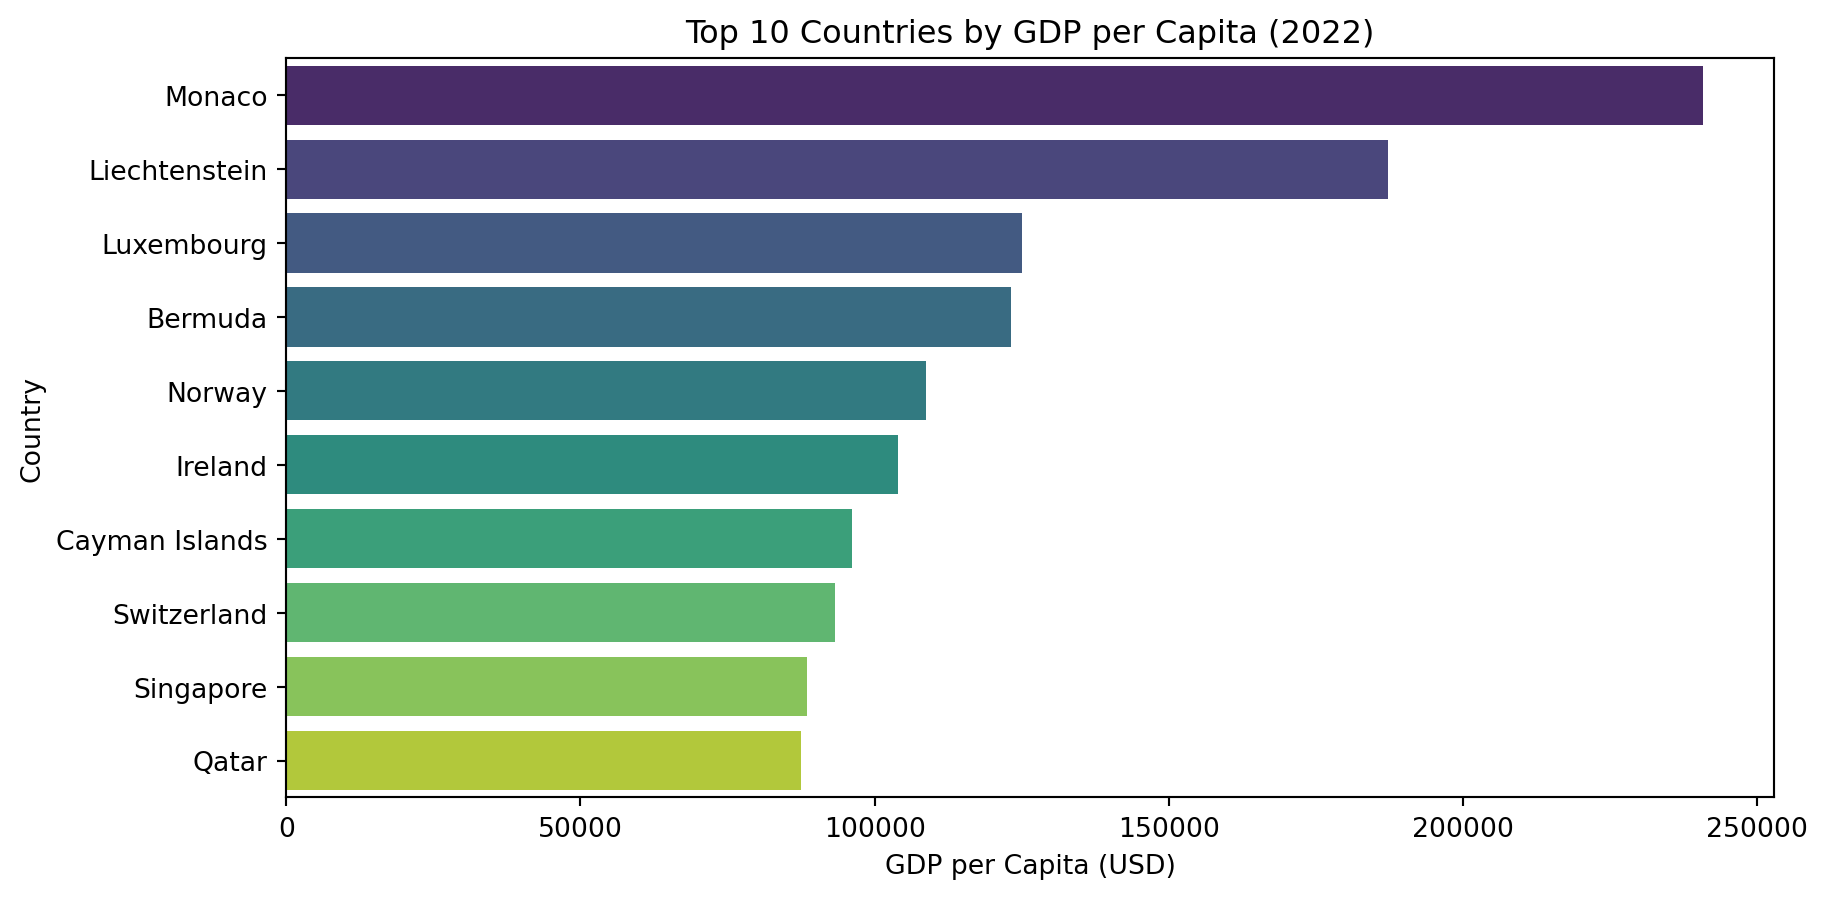 Top 10 Countries by GDP per Capita (2022)
Monaco
Liechtenstein
Luxembourg
Bermuda
Norway
Ireland
Cayman Islands
Switzerland
Singapore
Qatar
Country
0 50000 100000 150000 200000 250000
GDP per Capita (USD)